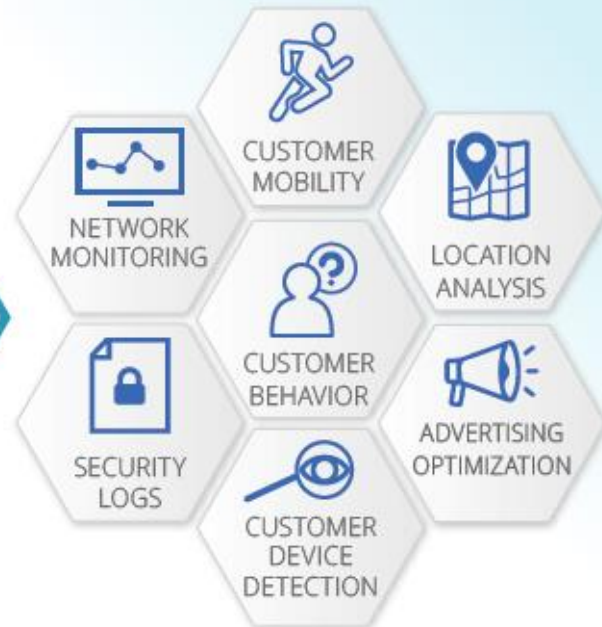 CUSTOMER
MOBILITY
NETWORK
MONITORING
LOCATION
ANALYSIS
CUSTOMER
BEHAVIOR
SECURITY
LOGS
ADVERTISING
OPTIMIZATION
CUSTOMER
DEVICE
DETECTION